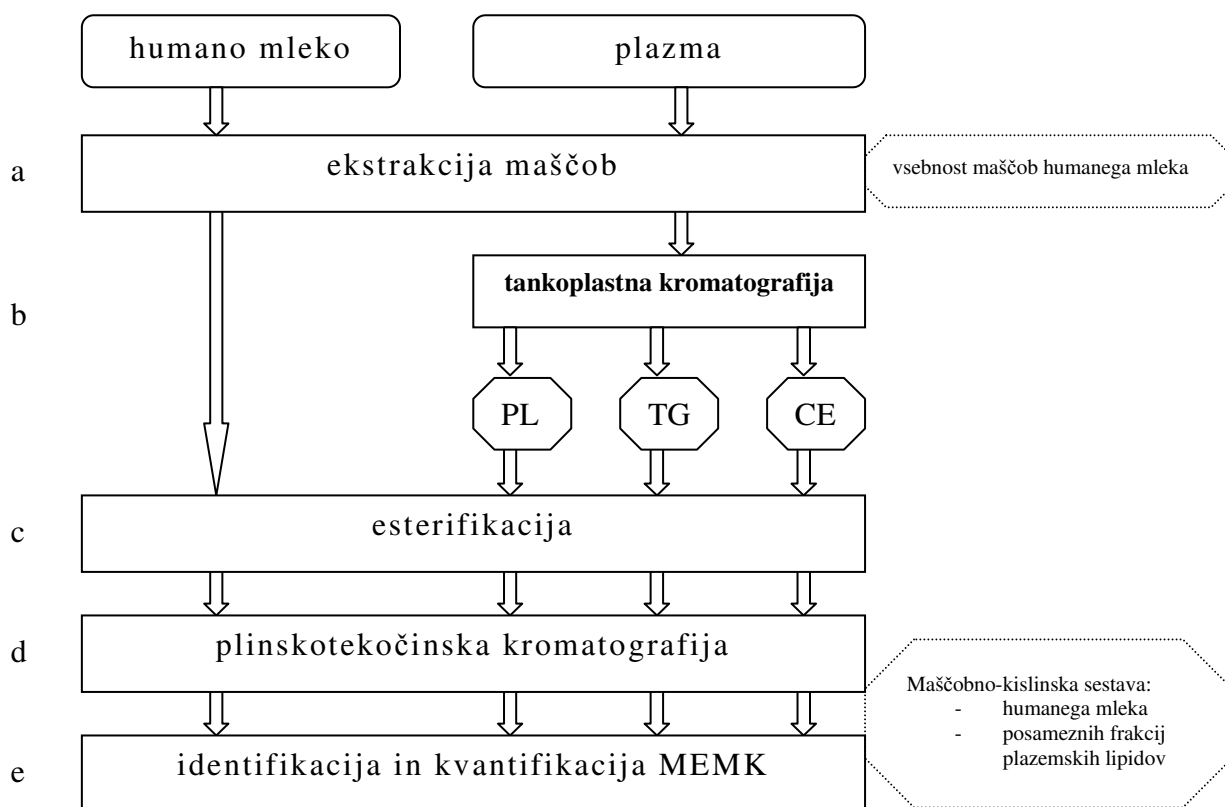 humano mleko
plazma
a
ekstrakcija maščob
vsebnost maščob humanega mleka
b
tankoplastna kromatografija
PL
TG
CE
c
esterifikacija
d
plinskotekočinska kromatografija
Maščobno-kislinska sestava:
- humanega mleka
- posameznih frakcij
plazemskih lipidov
e
identifikacija in kvantifikacija MEMK